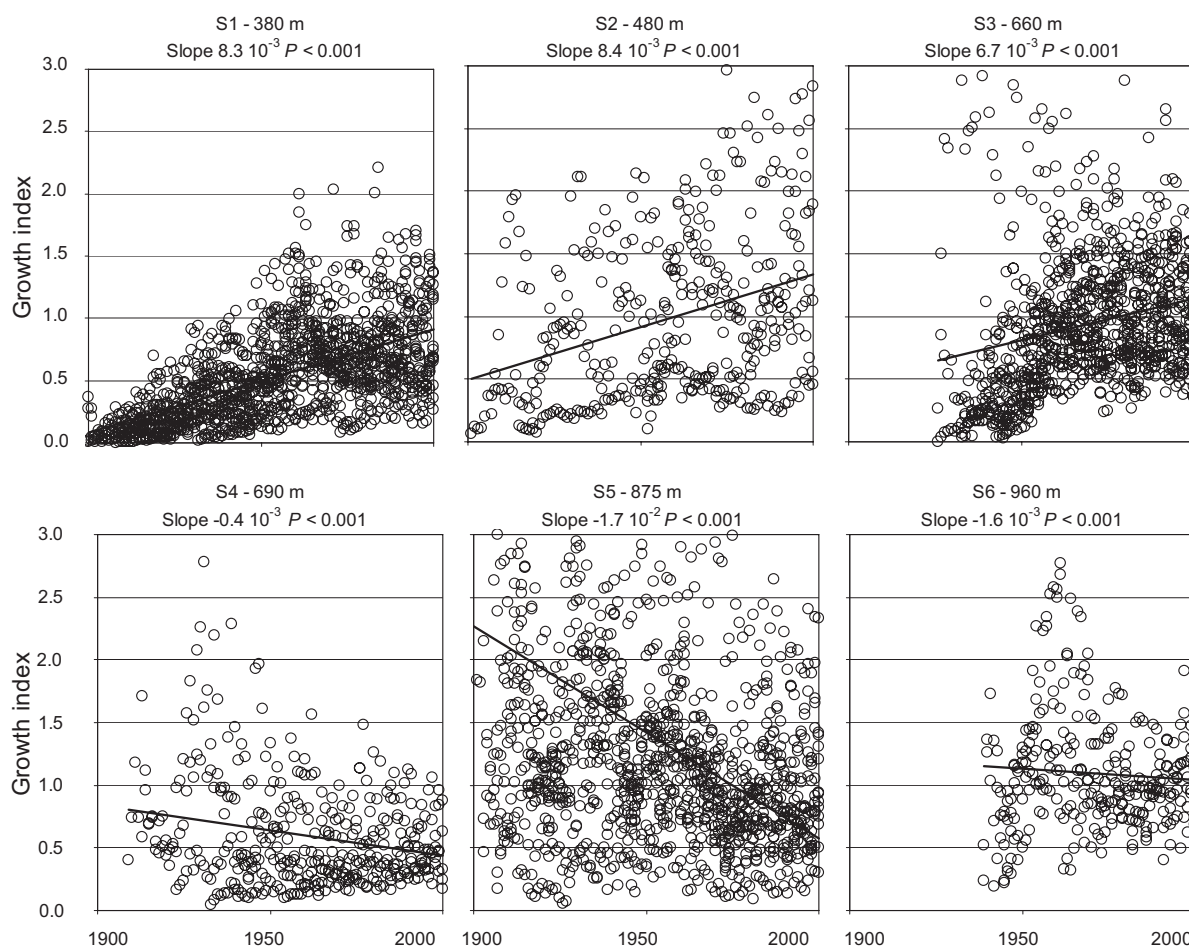 S1 - 380 m
Slope 8.3 10⁻³ P < 0.001
S2 - 480 m
Slope 8.4 10⁻³ P < 0.001
S3 - 660 m
Slope 6.7 10⁻³ P < 0.001
3.0
2.5
2.0
1.5
1.0
0.5
0.0
Growth index
S4 - 690 m
Slope -0.4 10⁻³ P < 0.001
S5 - 875 m
Slope -1.7 10⁻² P < 0.001
S6 - 960 m
Slope -1.6 10⁻³ P < 0.001
3.0
2.5
2.0
1.5
1.0
0.5
0.0
Growth index
1900 1950 2000
1900 1950 2000
1900 1950 2000